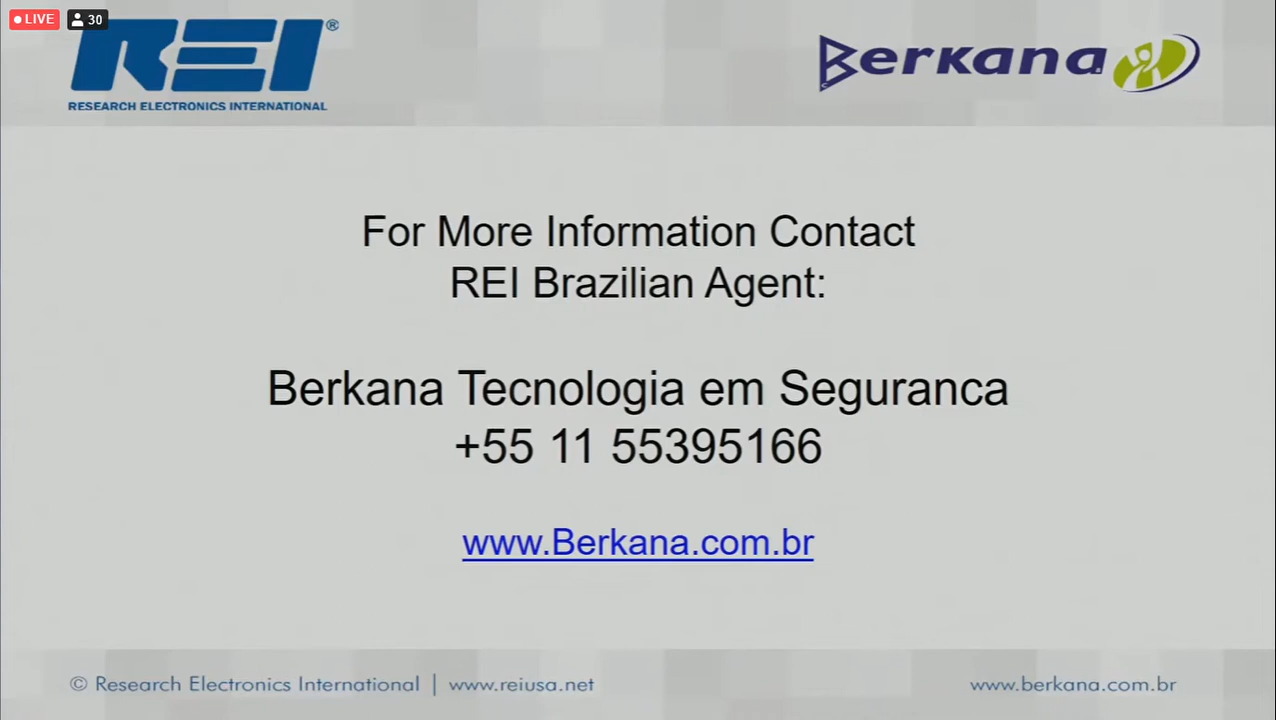 LIVE 30
REI®
RESEARCH ELECTRONICS INTERNATIONAL
Berkana®
For More Information Contact
REI Brazilian Agent:
Berkana Tecnologia em Seguranca
+55 11 55395166
www.Berkana.com.br
© Research Electronics International | www.reiusa.net
www.berkana.com.br